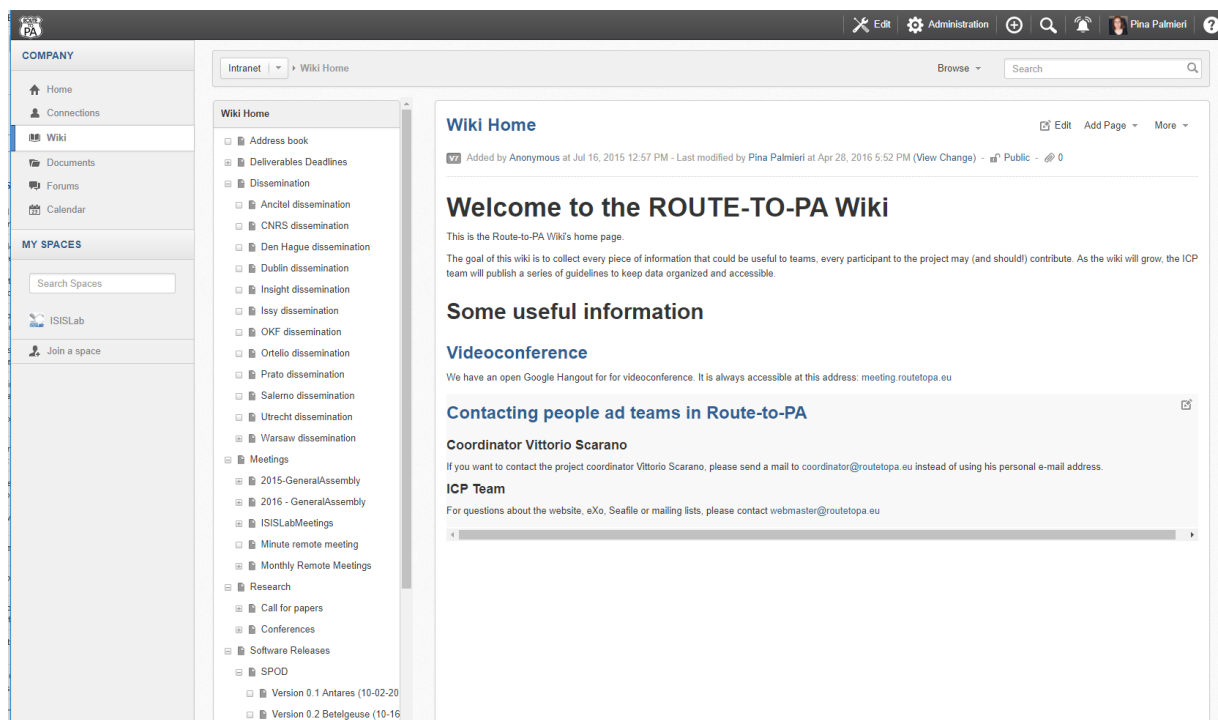 ROUTE TO PA
Edit
Administration
Pina Palmieri
?
COMPANY
Home
Connections
Wiki
Documents
Forums
23 Calendar
MY SPACES
Search Spaces
ISISLab
Join a space
Intranet Wiki Home
Browse
Search
Wiki Home
Address book
Deliverables Deadlines
Dissemination
Ancitel dissemination
CNRS dissemination
Den Hague dissemination
Dublin dissemination
Insight dissemination
Issy dissemination
OKF dissemination
Ortelio dissemination
Prato dissemination
Salerno dissemination
Utrecht dissemination
Warsaw dissemination
Meetings
2015-GeneralAssembly
2016 - GeneralAssembly
ISISLabMeetings
Minute remote meeting
Monthly Remote Meetings
Research
Call for papers
Conferences
Software Releases
SPOD
Version 0.1 Antares (10-02-20
Version 0.2 Betelgeuse (10-16
Wiki Home
Edit Add Page More
V7 Added by Anonymous at Jul 16, 2015 12:57 PM - Last modified by Pina Palmieri at Apr 28, 2016 5:52 PM (View Change) - Public - 0
Welcome to the ROUTE-TO-PA Wiki
This is the Route-to-PA Wiki's home page.
The goal of this wiki is to collect every piece of information that could be useful to teams, every participant to the project may (and should!) contribute. As the wiki will grow, the ICP
team will publish a series of guidelines to keep data organized and accessible.
Some useful information
Videoconference
We have an open Google Hangout for for videoconference. It is always accessible at this address: meeting.routetopa.eu
Contacting people ad teams in Route-to-PA
Coordinator Vittorio Scarano
If you want to contact the project coordinator Vittorio Scarano, please send a mail to coordinator@routetopa.eu instead of using his personal e-mail address.
ICP Team
For questions about the website, eXo, Seafile or mailing lists, please contact webmaster@routetopa.eu